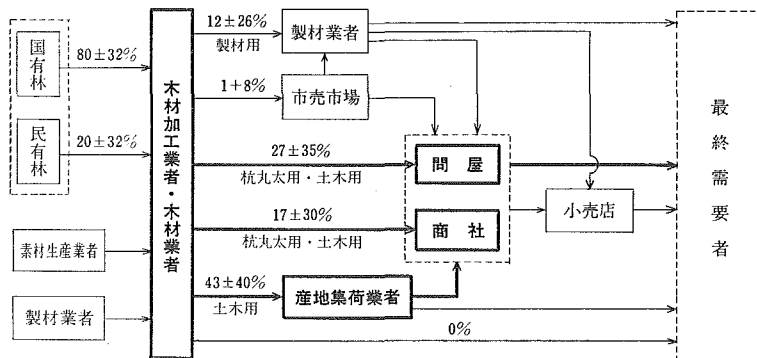 国有林
80±32%
民有林
20±32%
素材生産業者
製材業者
木材加工業者・木材業者
12±26%
製材用
製材業者
1+8%
市売市場
27±35%
杭丸太用・土木用
問屋
17±30%
杭丸太用・土木用
商社
43±40%
土木用
産地集荷業者
0%
小売店
最終需要者